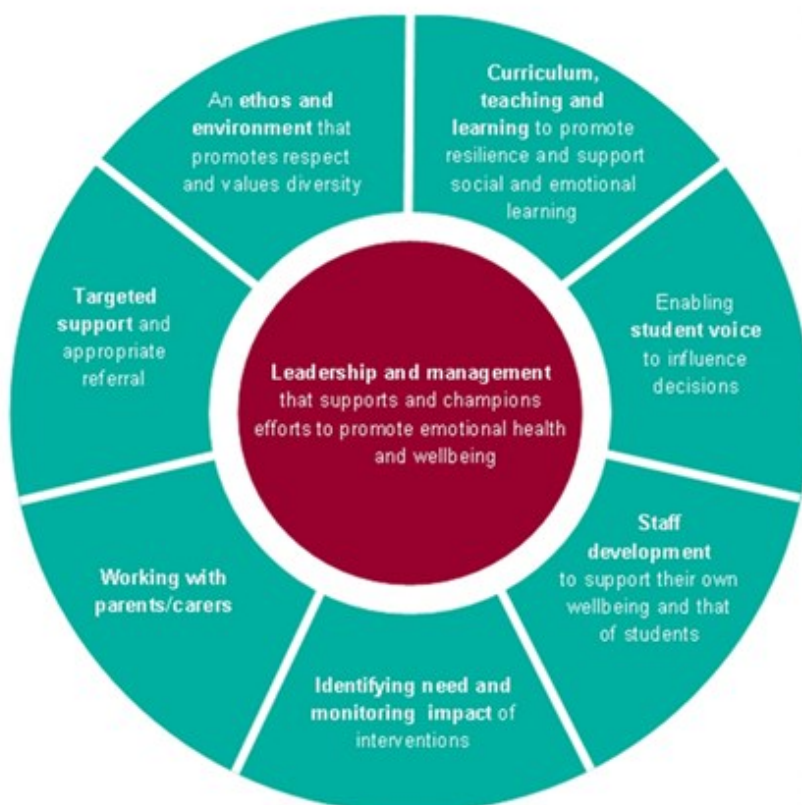 An ethos and
environment that
promotes respect
and values diversity
Curriculum,
teaching and
learning to promote
resilience and support
social and emotional
learning
Enabling
student voice
to influence
decisions
Staff
development
to support their own
wellbeing and that
of students
Identifying need and
monitoring impact of
interventions
Working with
parents/carers
Targeted
support and
appropriate
referral
Leadership and management
that supports and champions
efforts to promote emotional health
and wellbeing